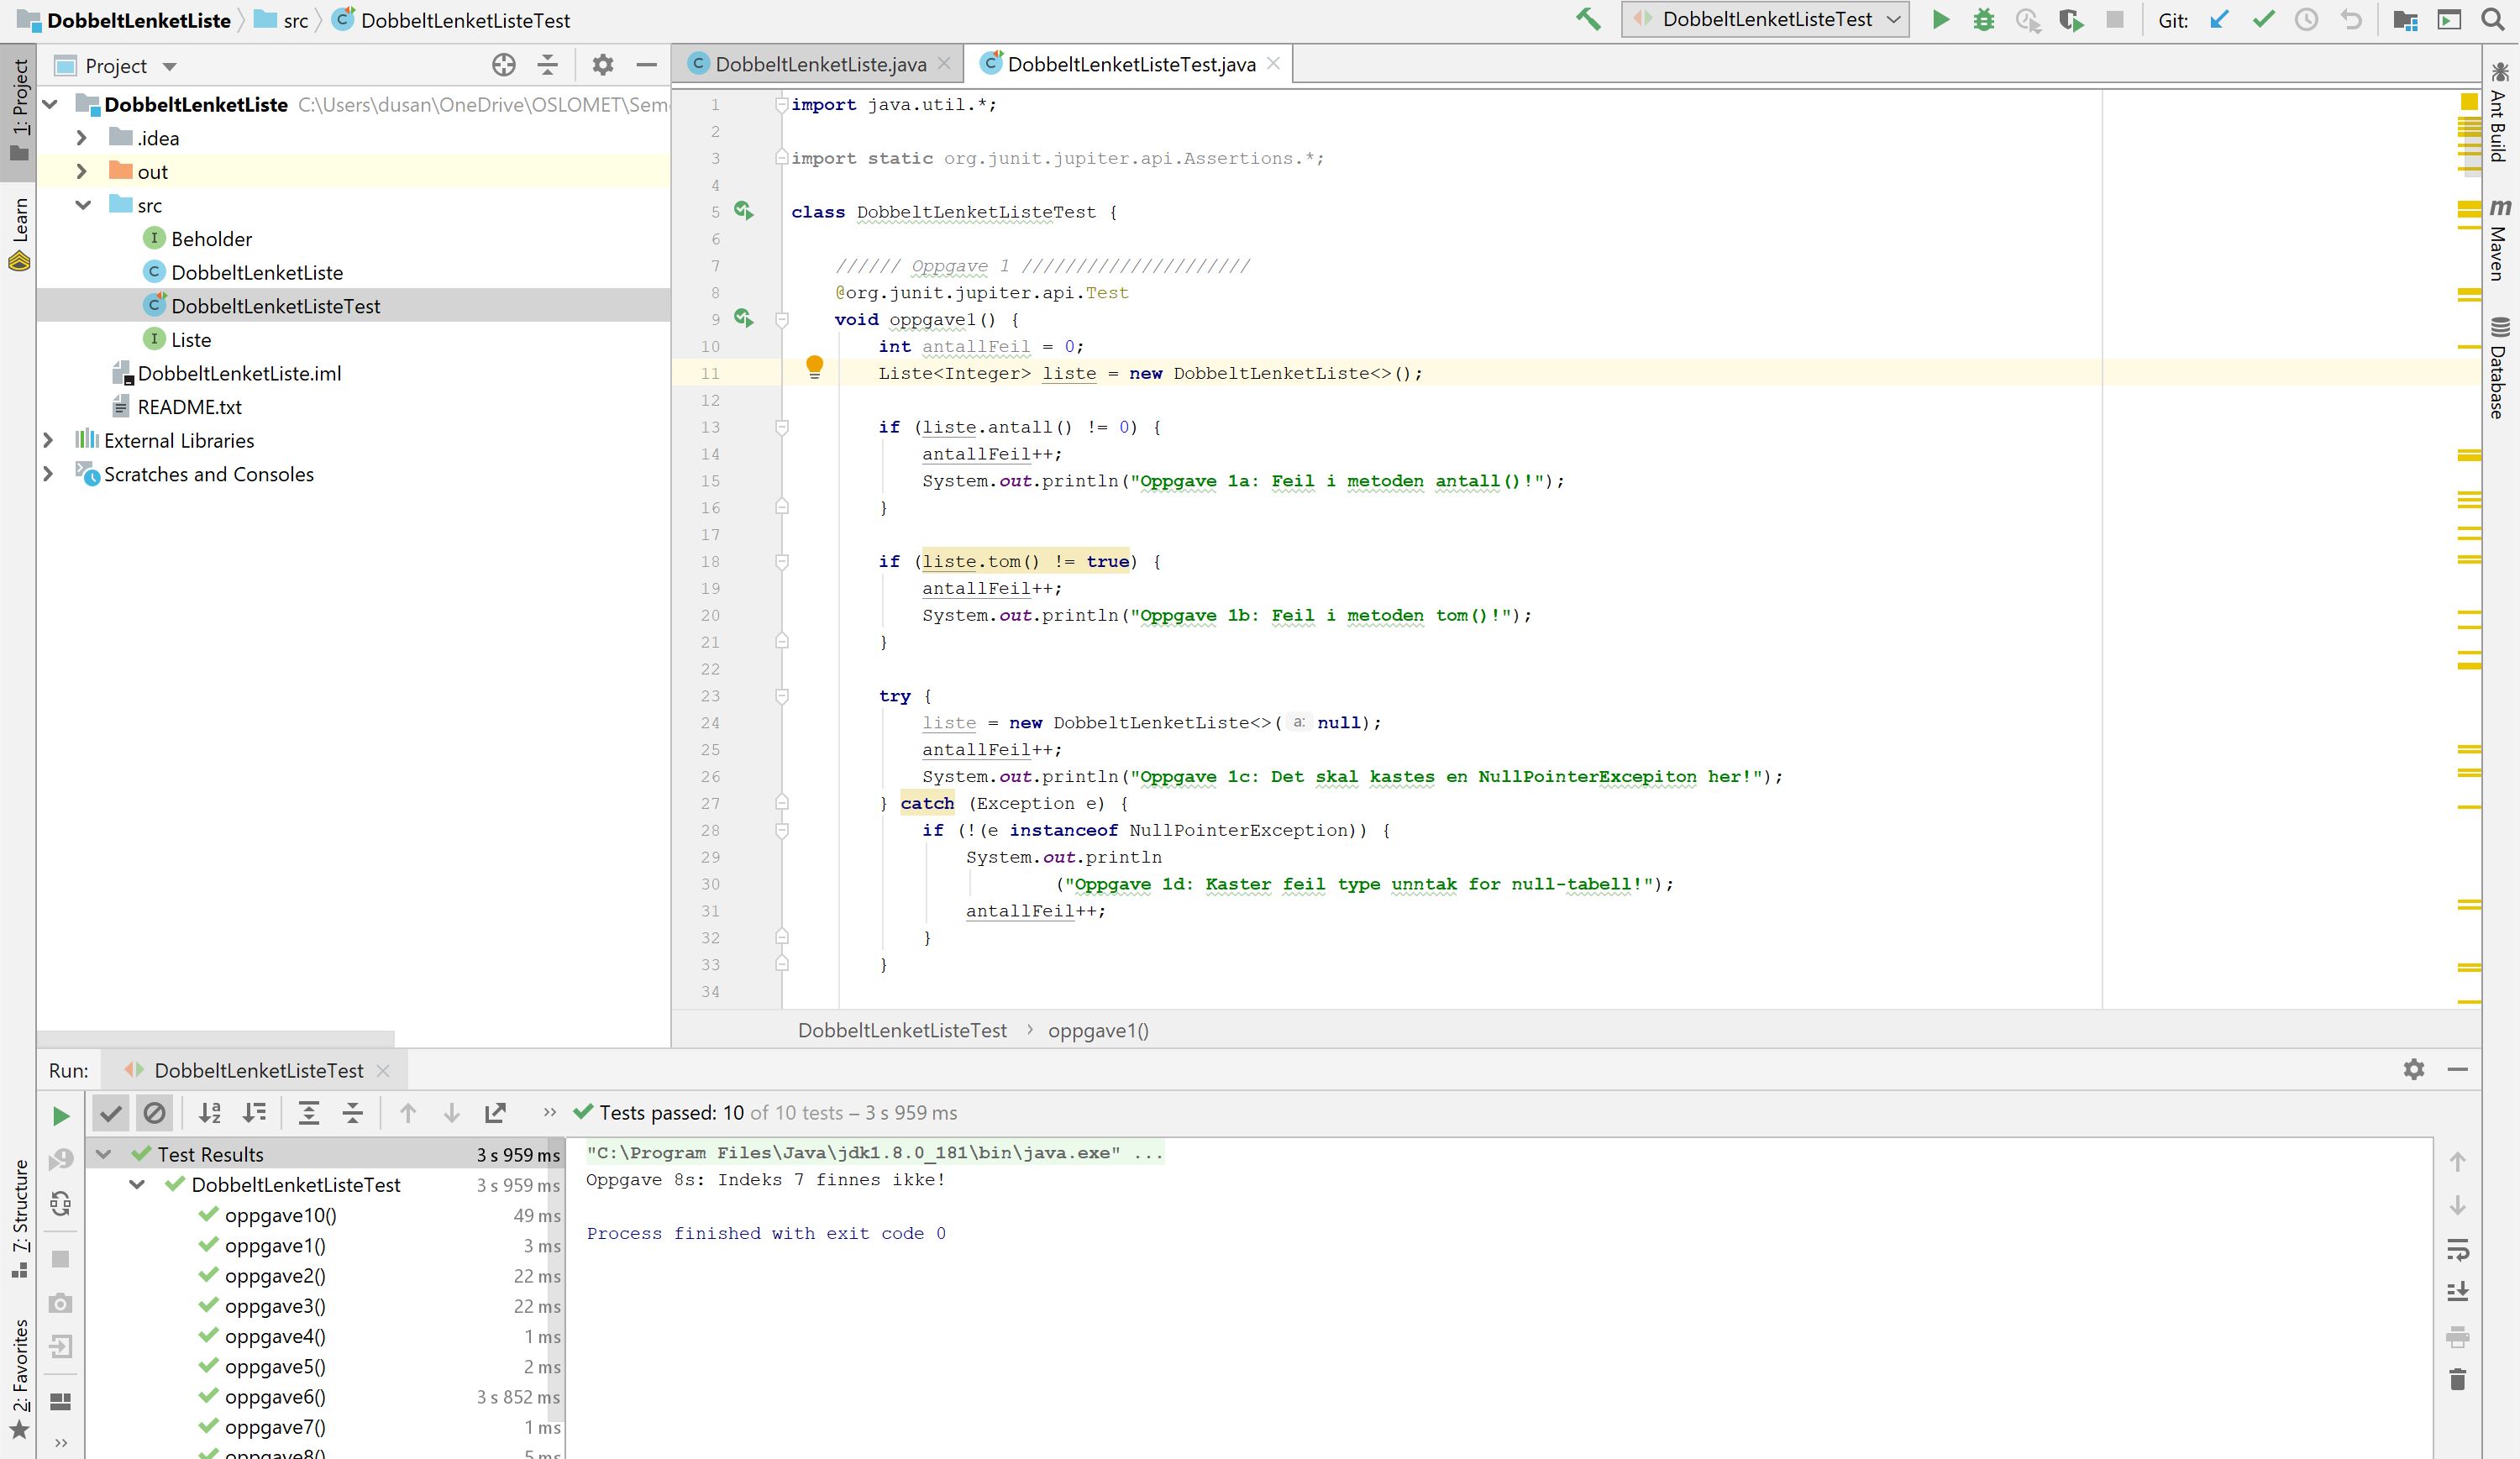 DobbeltLenketListe src DobbeltLenketListeTest
DobbeltLenketListeTest Git:
1: Project
Learn
7: Structure
2: Favorites
Project
DobbeltLenketListe C:\Users\dusan\OneDrive\OSLOMET\Sem
.idea
out
src
Beholder
DobbeltLenketListe
DobbeltLenketListeTest
Liste
DobbeltLenketListe.iml
README.txt
External Libraries
Scratches and Consoles
DobbeltLenketListe.java DobbeltLenketListeTest.java
1 import java.util.*;
2
3 import static org.junit.jupiter.api.Assertions.*;
4
5 class DobbeltLenketListeTest {
6
7 ////// Oppgave 1 /////////////////////
8 @org.junit.jupiter.api.Test
9 void oppgave1() {
10 int antallFeil = 0;
11 Liste<Integer> liste = new DobbeltLenketListe<>();
12
13 if (liste.antall() != 0) {
14 antallFeil++;
15 System.out.println("Oppgave 1a: Feil i metoden antall()!");
16 }
17
18 if (liste.tom() != true) {
19 antallFeil++;
20 System.out.println("Oppgave 1b: Feil i metoden tom()!");
21 }
22
23 try {
24 liste = new DobbeltLenketListe<>( a: null);
25 antallFeil++;
26 System.out.println("Oppgave 1c: Det skal kastes en NullPointerExcepiton her!");
27 } catch (Exception e) {
28 if (!(e instanceof NullPointerException)) {
29 System.out.println
30 ("Oppgave 1d: Kaster feil type unntak for null-tabell!");
31 antallFeil++;
32 }
33 }
34
DobbeltLenketListeTest › oppgave1()
Ant Build
Maven
Database
Run: DobbeltLenketListeTest
Tests passed: 10 of 10 tests – 3 s 959 ms
Test Results 3 s 959 ms
DobbeltLenketListeTest 3 s 959 ms
oppgave10() 49 ms
oppgave1() 3 ms
oppgave2() 22 ms
oppgave3() 22 ms
oppgave4() 1 ms
oppgave5() 2 ms
oppgave6() 3 s 852 ms
oppgave7() 1 ms
oppgave8() 5 ms
"C:\Program Files\Java\jdk1.8.0_181\bin\java.exe" ...
Oppgave 8s: Indeks 7 finnes ikke!
Process finished with exit code 0